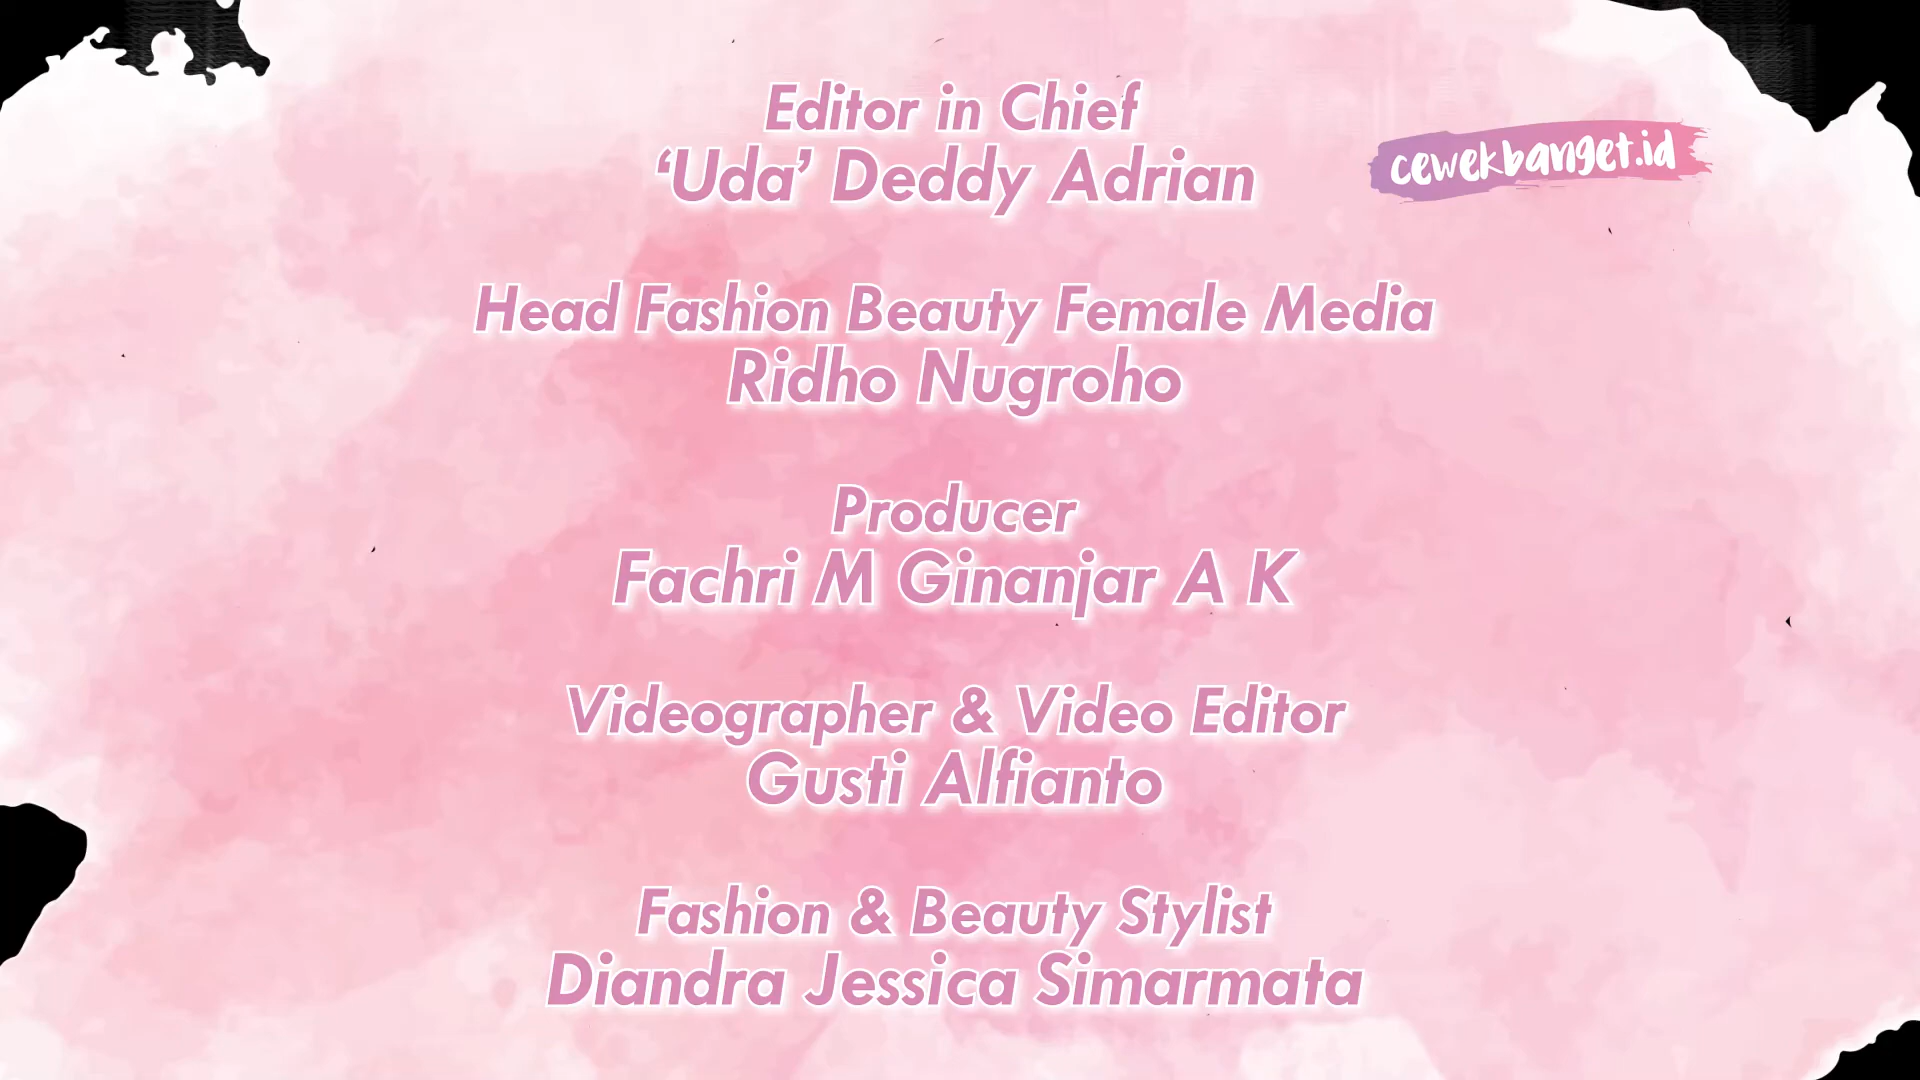 Editor in Chief
‘Uda’ Deddy Adrian
cewekbanget.id
Head Fashion Beauty Female Media
Ridho Nugroho
Producer
Fachri M Ginanjar A K
Videographer & Video Editor
Gusti Alfianto
Fashion & Beauty Stylist
Diandra Jessica Simarmata